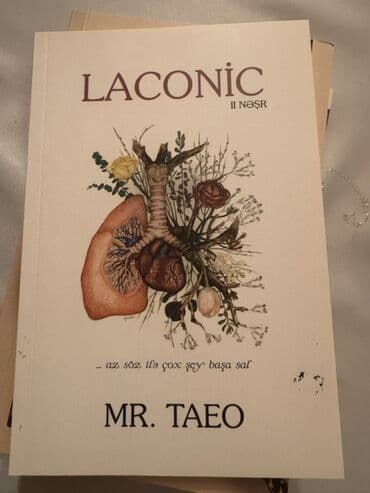 LACONİC
II NƏŞR
... az söz ilə çox şey başa sal
MR. TAEO